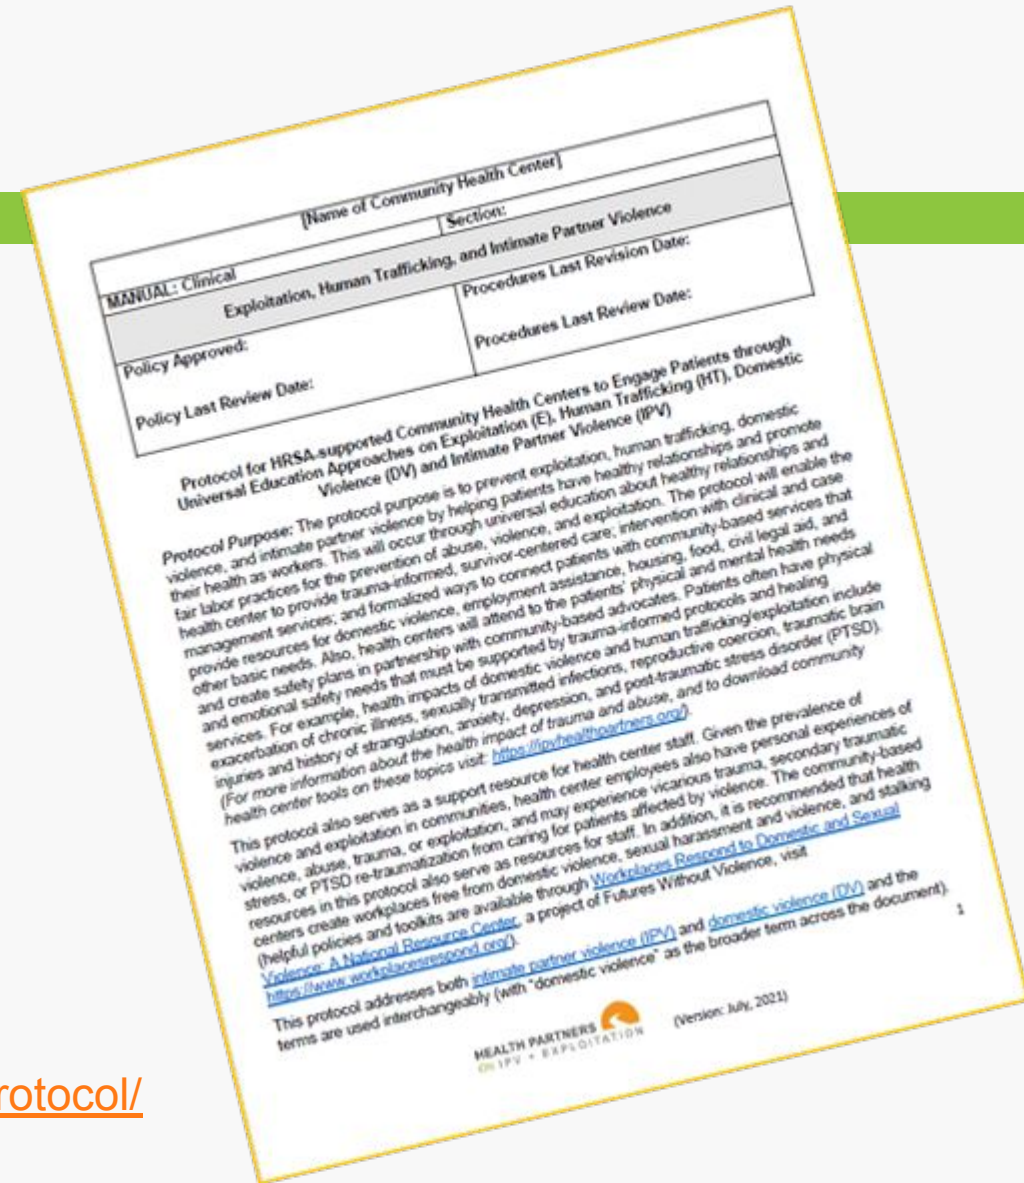 [Name of Community Health Center]
MANUAL: Clinical
Section:
Exploitation, Human Trafficking, and Intimate Partner Violence
Policy Approved:
Procedures Last Revision Date:
Policy Last Review Date:
Procedures Last Review Date:
Protocol for HRSA-supported Community Health Centers to Engage Patients through
Universal Education Approaches on Exploitation (E), Human Trafficking (HT), Domestic
Violence (DV) and Intimate Partner Violence (IPV)
Protocol Purpose: The protocol purpose is to prevent exploitation, human trafficking, domestic
violence, and intimate partner violence by helping patients have healthy relationships and promote
their health as workers. This will occur through universal education about healthy relationships and
fair labor practices for the prevention of abuse, violence, and exploitation. The protocol will enable the
health center to provide trauma-informed, survivor-centered care; intervention with clinical and case
management services; and formalized ways to connect patients with community-based services that
provide resources for domestic violence, employment assistance, housing, food, civil legal aid, and
other basic needs. Also, health centers will attend to the patients' physical and mental health needs
and create safety plans in partnership with community-based advocates. Patients often have physical
and emotional safety needs that must be supported by trauma-informed protocols and healing
services. For example, health impacts of domestic violence and human trafficking/exploitation include
exacerbation of chronic illness, sexually transmitted infections, reproductive coercion, traumatic brain
injuries and history of strangulation, anxiety, depression, and post-traumatic stress disorder (PTSD).
(For more information about the health impact of trauma and abuse, and to download community
health center tools on these topics visit: https://ipvhealthpartners.org/).
This protocol also serves as a support resource for health center staff. Given the prevalence of
violence and exploitation in communities, health center employees also have personal experiences of
violence, abuse, trauma, or exploitation, and may experience vicarious trauma, secondary traumatic
stress, or PTSD re-traumatization from caring for patients affected by violence. The community-based
resources in this protocol also serve as resources for staff. In addition, it is recommended that health
centers create workplaces free from domestic violence, sexual harassment and violence, and stalking
(helpful policies and toolkits are available through Workplaces Respond to Domestic and Sexual
Violence: A National Resource Center, a project of Futures Without Violence, visit
https://www.workplacesrespond.org/).
This protocol addresses both intimate partner violence (IPV) and domestic violence (DV) and the
terms are used interchangeably (with "domestic violence" as the broader term across the document).
1
HEALTH PARTNERS
On IPV + EXPLOITATION
(Version: July, 2021)
rotocol/